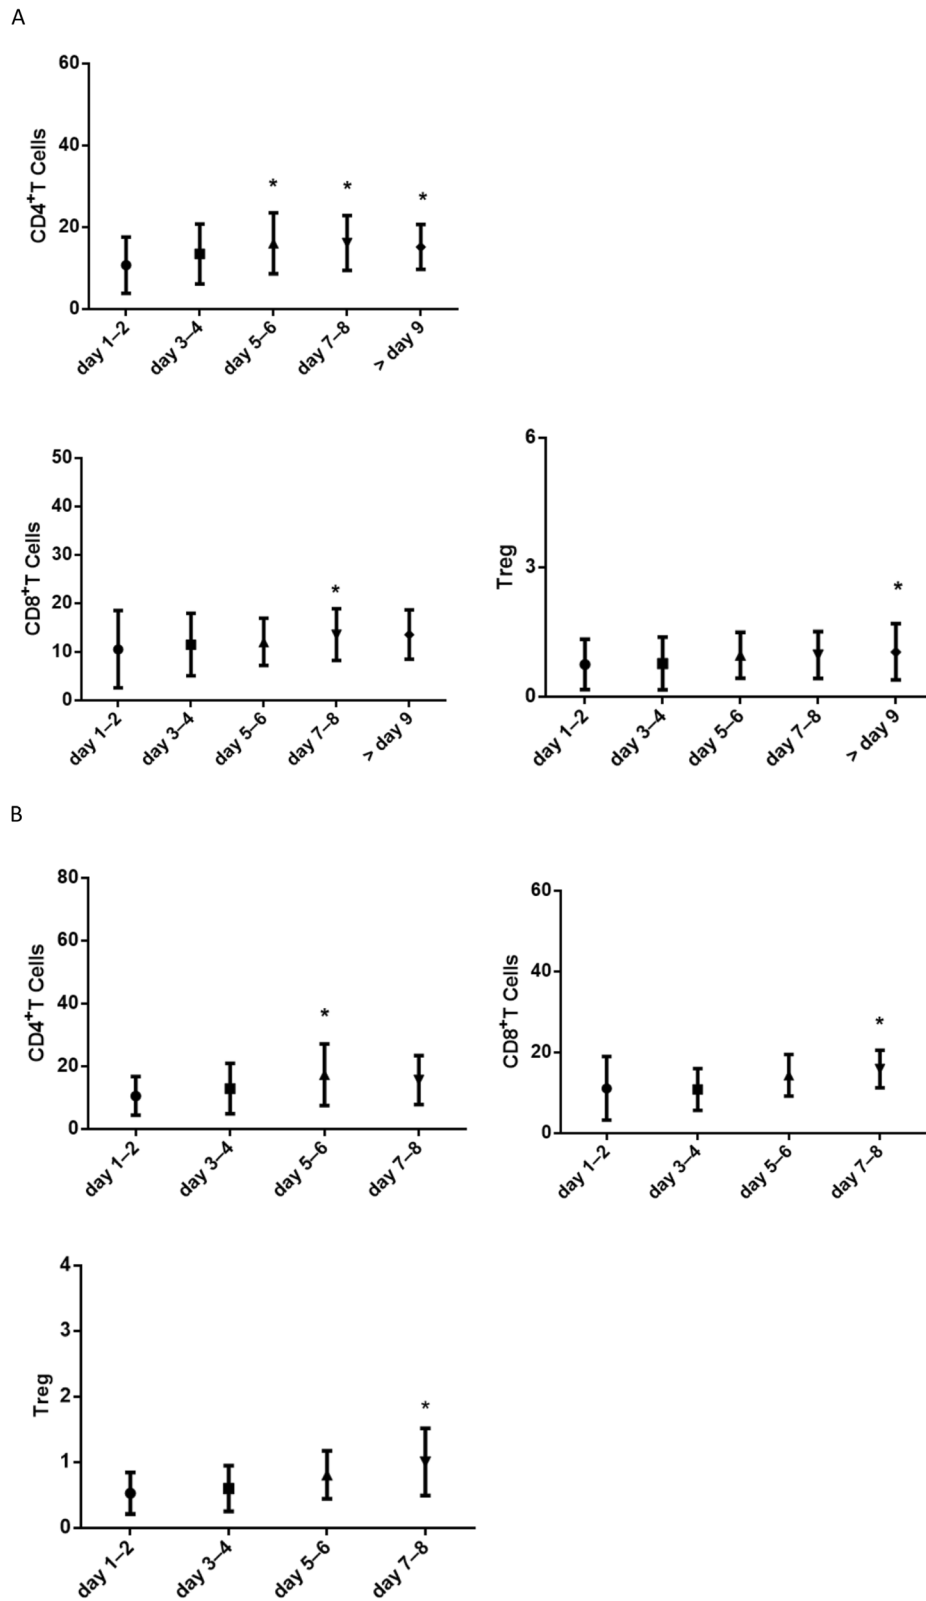 A
60
40
20
0
CD4+T Cells
*
*
*
day 1–2
day 3–4
day 5–6
day 7–8
> day 9
50
40
30
20
10
0
CD8+T Cells
*
day 1–2
day 3–4
day 5–6
day 7–8
> day 9
6
3
0
Treg
*
day 1–2
day 3–4
day 5–6
day 7–8
> day 9
B
80
60
40
20
0
CD4+T Cells
*
day 1–2
day 3–4
day 5–6
day 7–8
60
40
20
0
CD8+T Cells
*
day 1–2
day 3–4
day 5–6
day 7–8
4
3
2
1
0
Treg
*
day 1–2
day 3–4
day 5–6
day 7–8